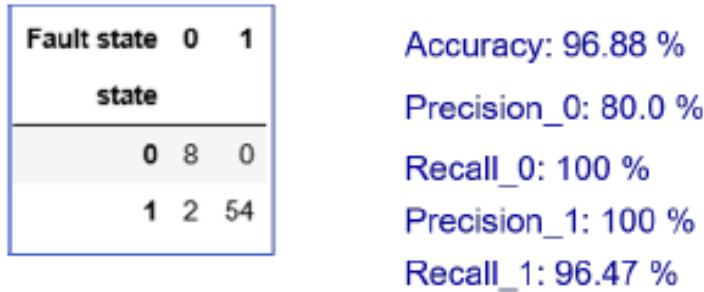 Fault state 0 1
state
0 8 0
1 2 54
Accuracy: 96.88 %
Precision_0: 80.0 %
Recall_0: 100 %
Precision_1: 100 %
Recall_1: 96.47 %